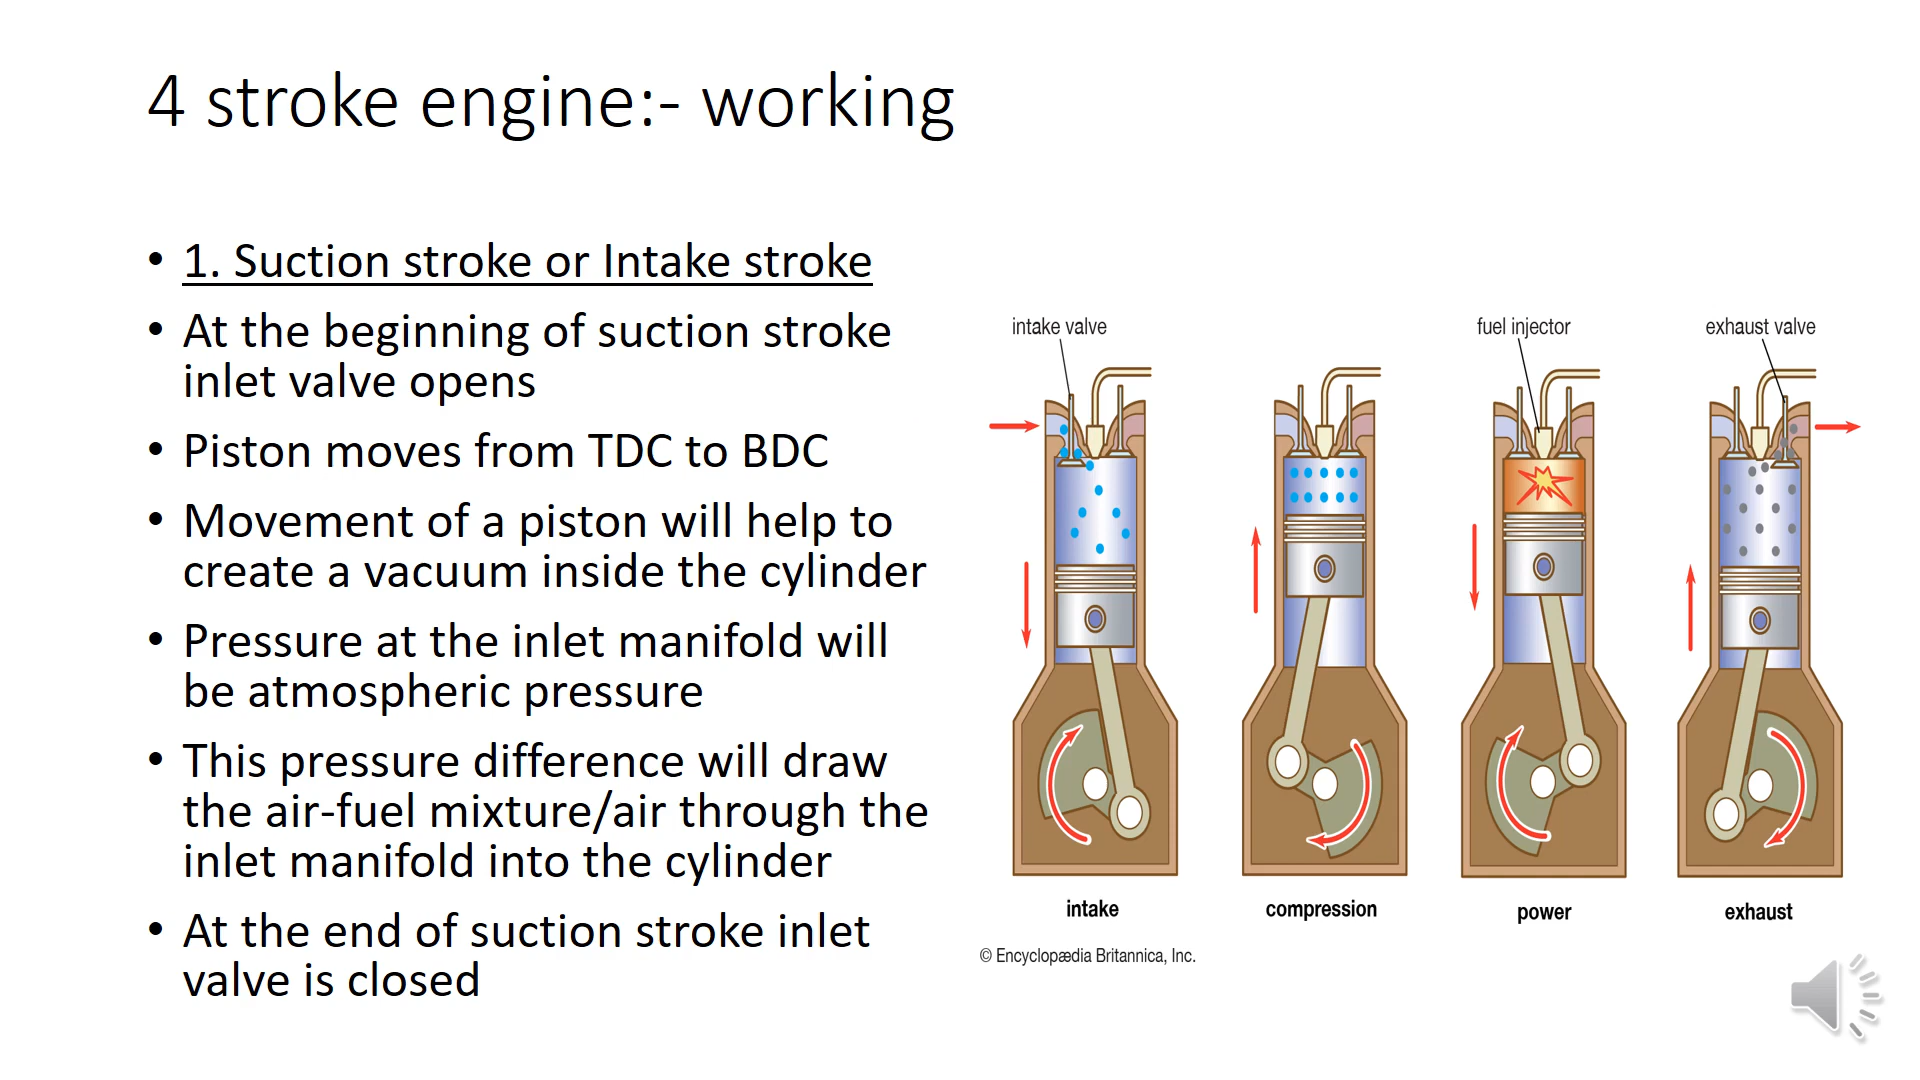 4 stroke engine:- working
• 1. Suction stroke or Intake stroke
• At the beginning of suction stroke
inlet valve opens
• Piston moves from TDC to BDC
• Movement of a piston will help to
create a vacuum inside the cylinder
• Pressure at the inlet manifold will
be atmospheric pressure
• This pressure difference will draw
the air-fuel mixture/air through the
inlet manifold into the cylinder
• At the end of suction stroke inlet
valve is closed
intake valve
fuel injector
exhaust valve
intake
compression
power
exhaust
© Encyclopædia Britannica, Inc.